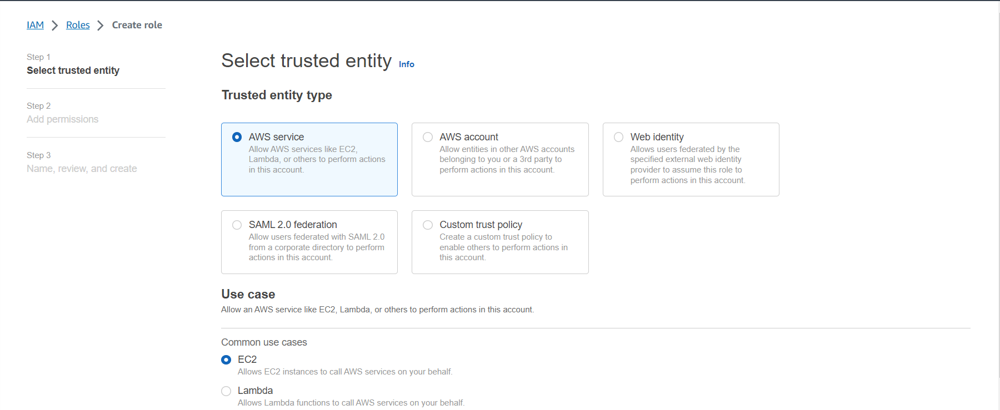 IAM > Roles > Create role
Step 1
Select trusted entity
Step 2
Add permissions
Step 3
Name, review, and create
Select trusted entity Info
Trusted entity type
AWS service
Allow AWS services like EC2,
Lambda, or others to perform actions
in this account.
AWS account
Allow entities in other AWS accounts
belonging to you or a 3rd party to
perform actions in this account.
Web identity
Allows users federated by the
specified external web identity
provider to assume this role to
perform actions in this account.
SAML 2.0 federation
Allow users federated with SAML 2.0
from a corporate directory to perform
actions in this account.
Custom trust policy
Create a custom trust policy to
enable others to perform actions in
this account.
Use case
Allow an AWS service like EC2, Lambda, or others to perform actions in this account.
Common use cases
EC2
Allows EC2 instances to call AWS services on your behalf.
Lambda
Allows Lambda functions to call AWS services on your behalf.